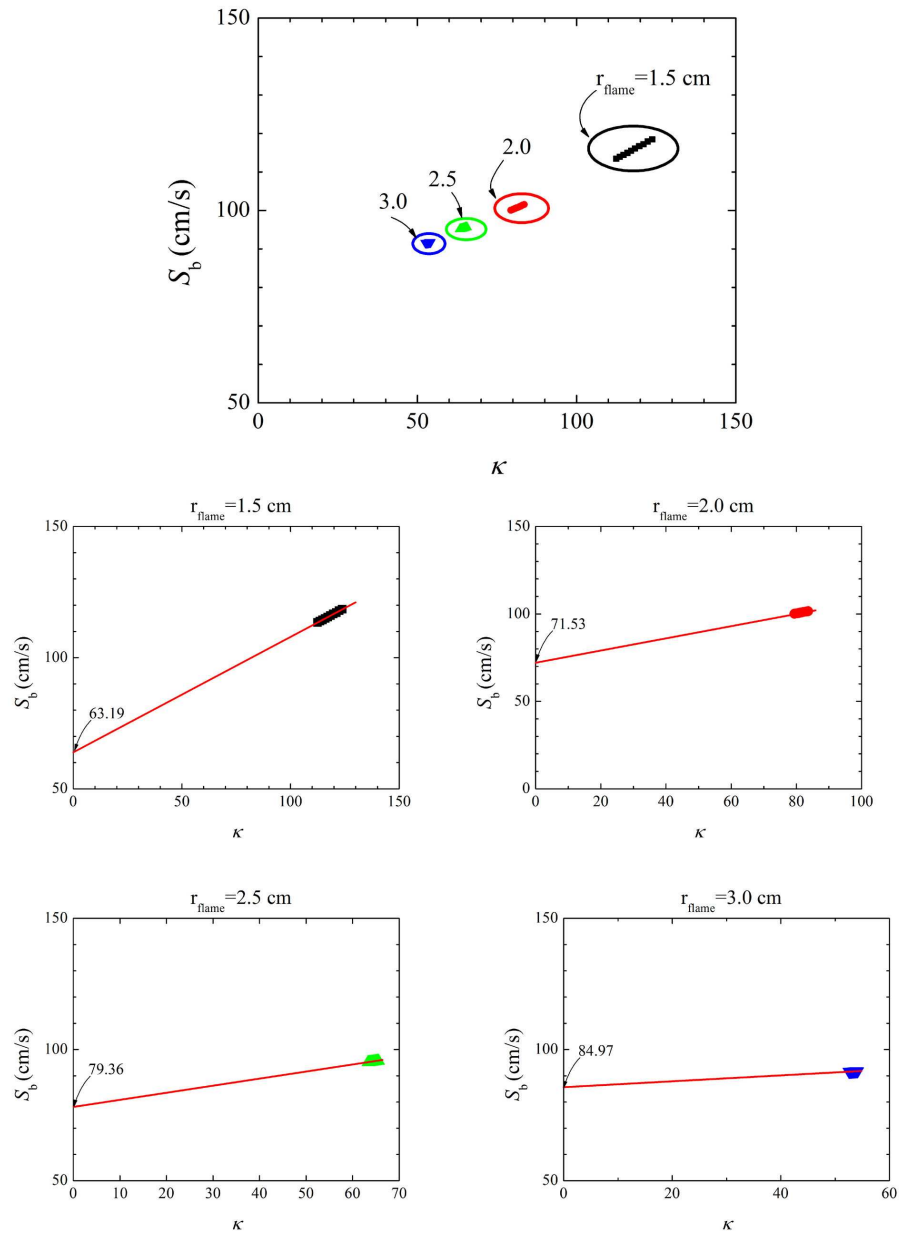 150
r_flame=1.5 cm
2.0
2.5
3.0
100
S_b (cm/s)
50
0 50 100 150
κ
r_flame=1.5 cm
150
100
S_b (cm/s)
63.19
50
0 50 100 150
κ
r_flame=2.0 cm
150
100
71.53
S_b (cm/s)
50
0
0 20 40 60 80 100
κ
r_flame=2.5 cm
150
100
S_b (cm/s)
79.36
50
0 10 20 30 40 50 60 70
κ
r_flame=3.0 cm
150
100
S_b (cm/s)
84.97
50
0 20 40 60
κ